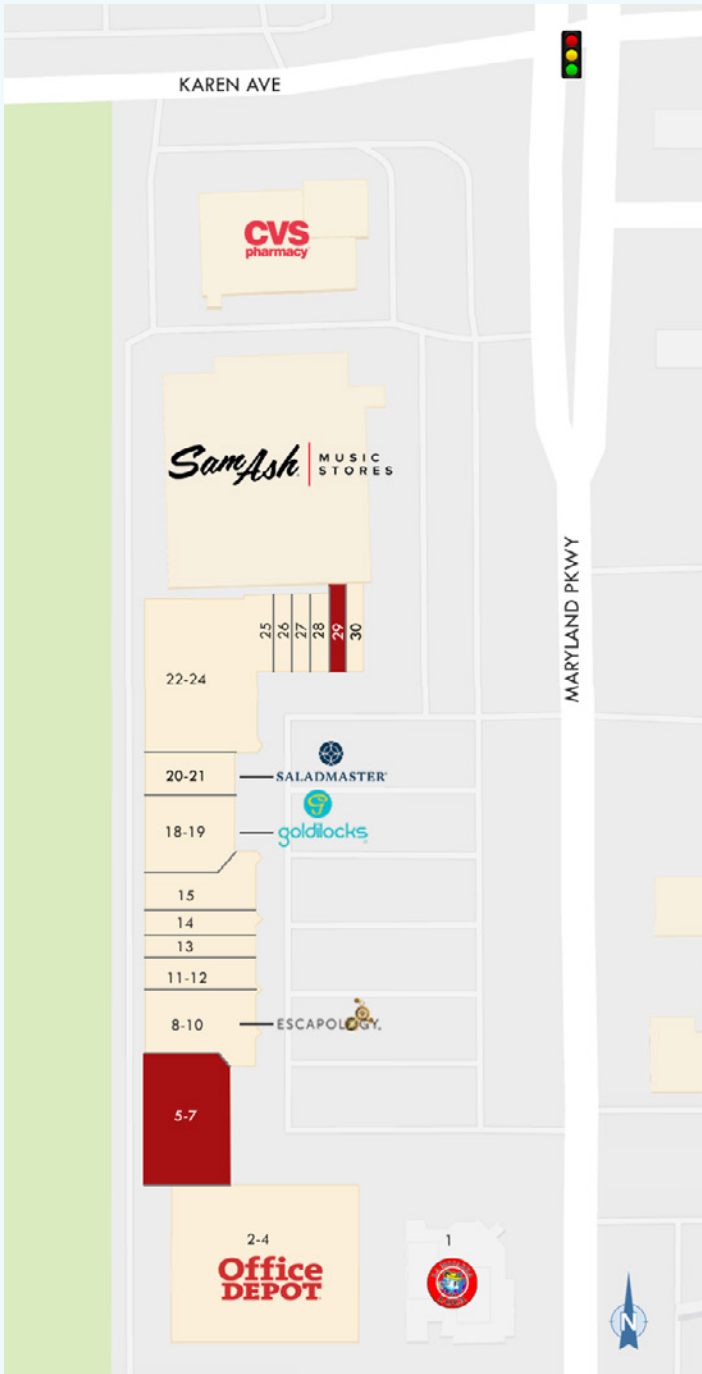 KAREN AVE
CVS
pharmacy
SamAsh
MUSIC
STORES
MARYLAND PKWY
25
26
27
28
29
30
22-24
20-21
SALADMASTER
18-19
goldilocks
15
14
13
11-12
8-10
ESCAPOLOGY
5-7
2-4
Office
DEPOT
1
N